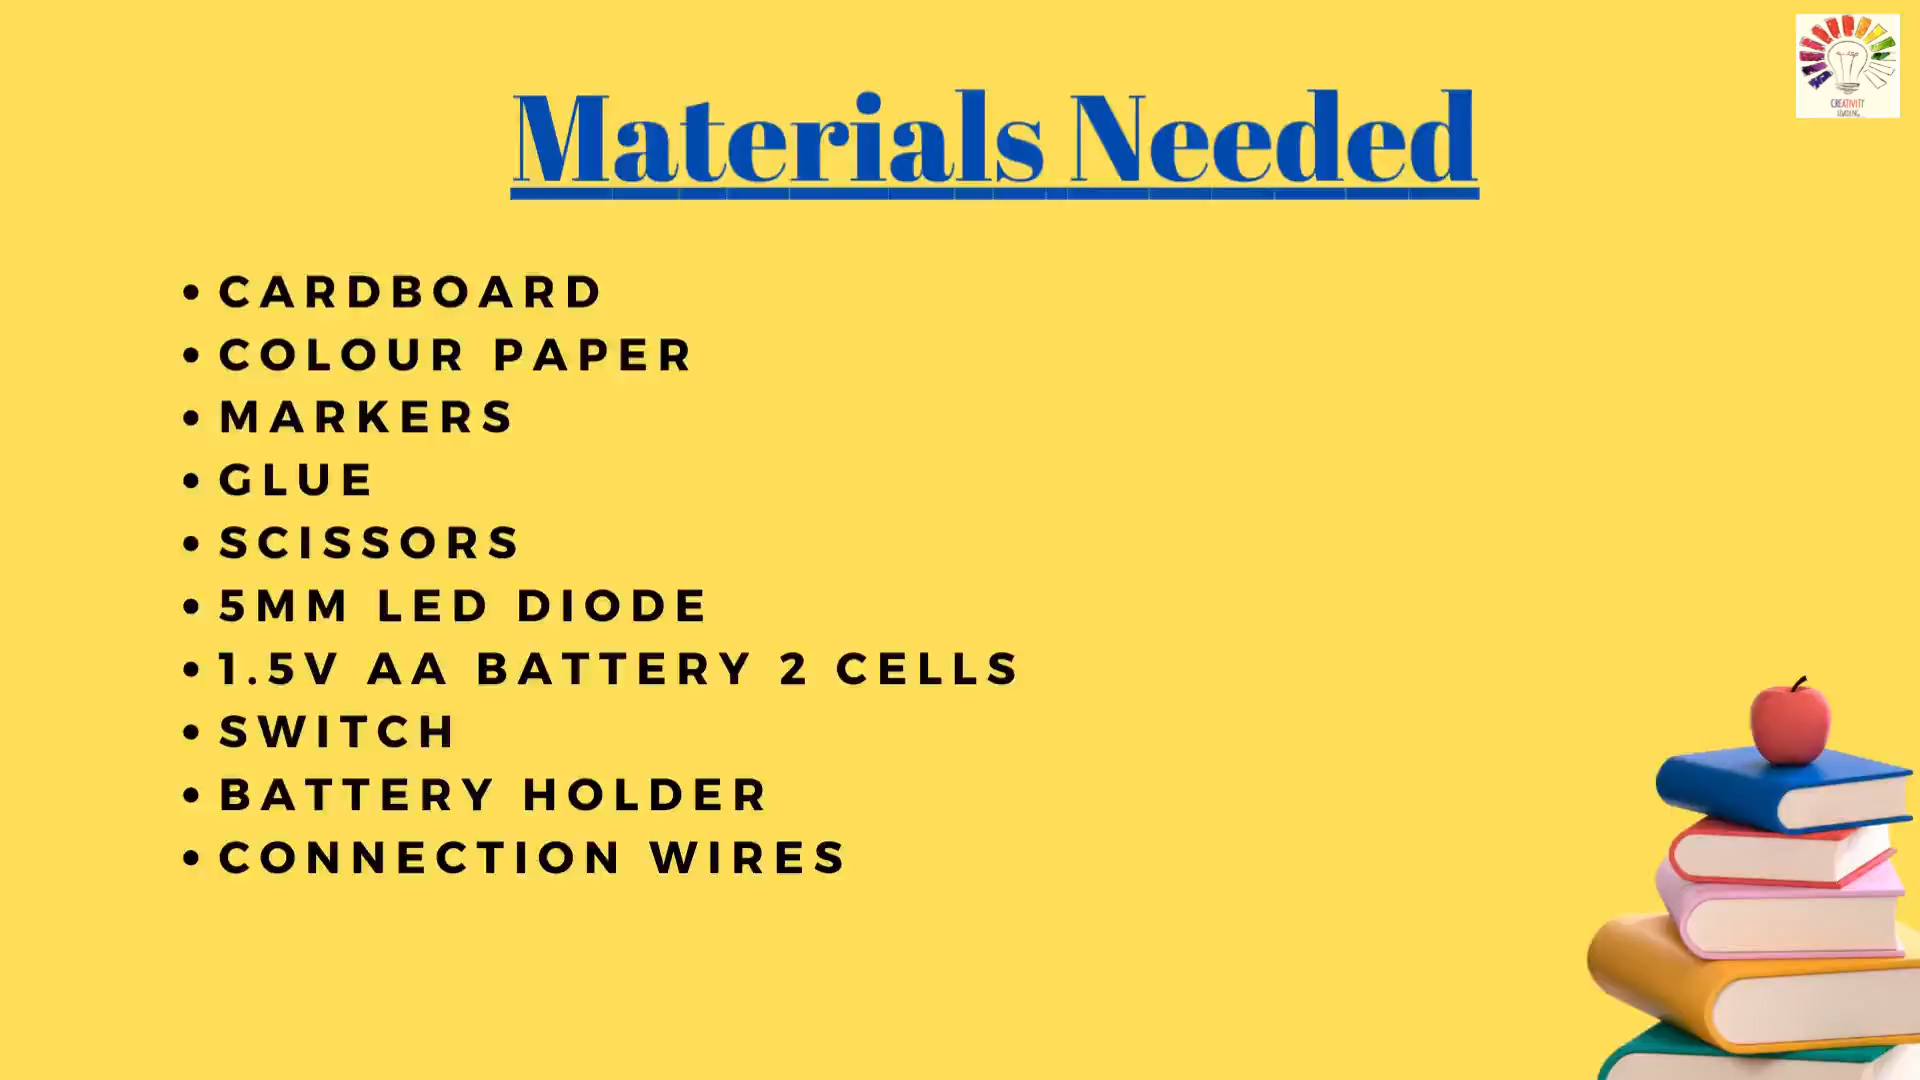 CREATIVITY
Materials Needed
• CARDBOARD
• COLOUR PAPER
• MARKERS
• GLUE
• SCISSORS
• 5MM LED DIODE
• 1.5V AA BATTERY 2 CELLS
• SWITCH
• BATTERY HOLDER
• CONNECTION WIRES